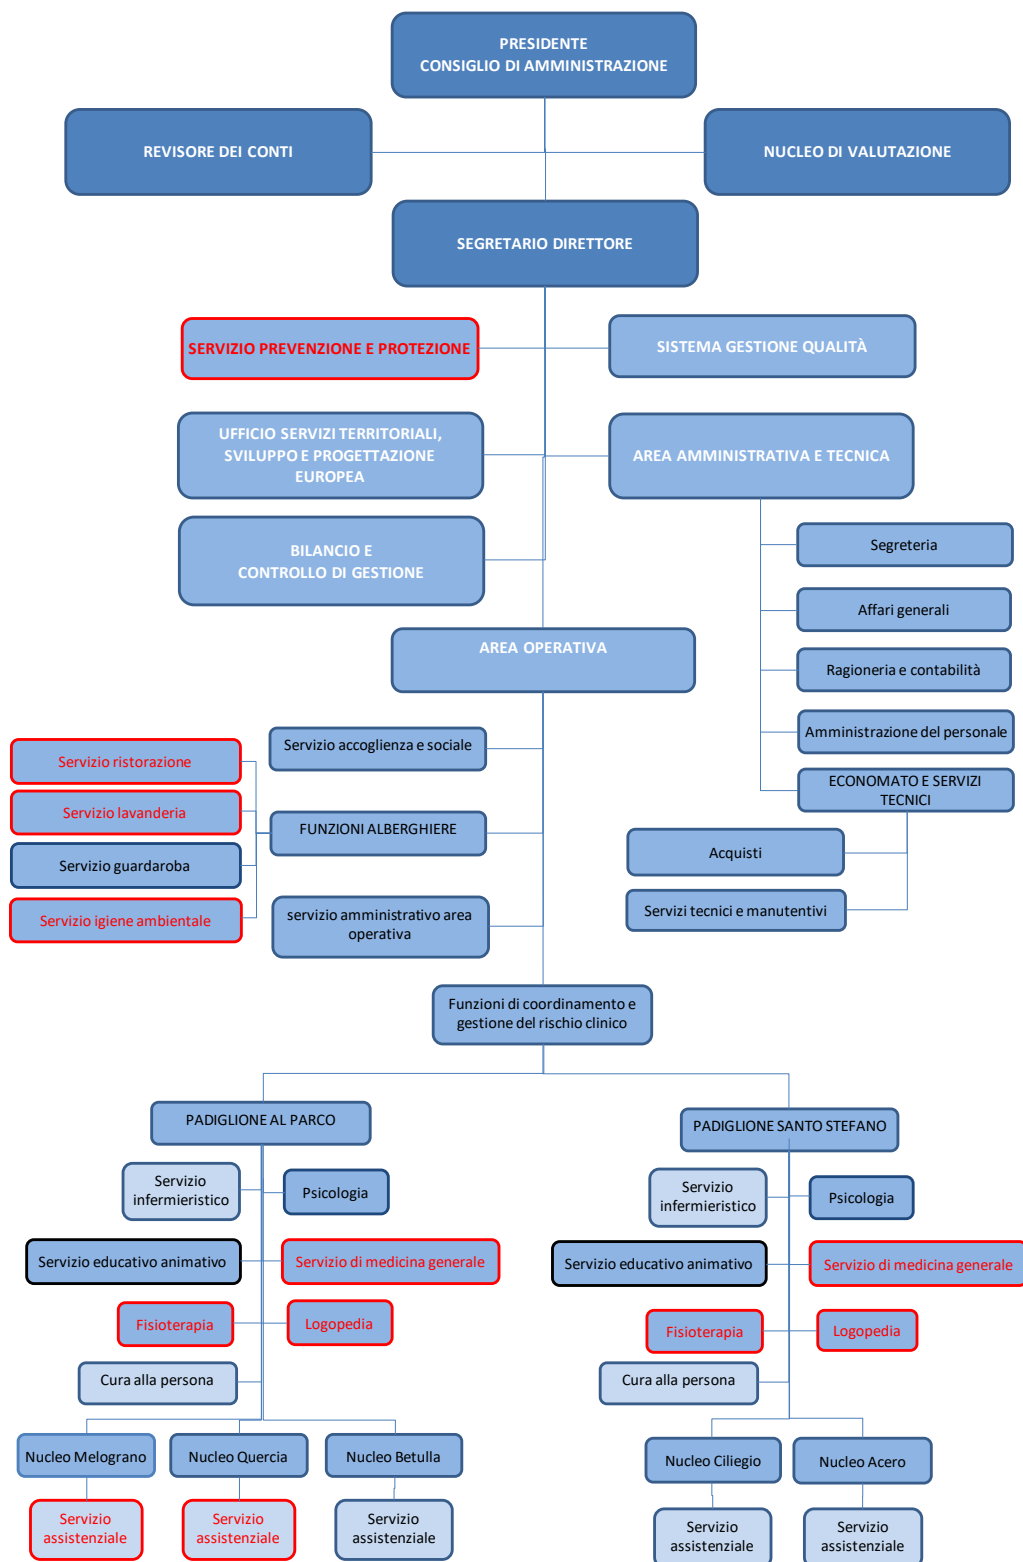 PRESIDENTE
CONSIGLIO DI AMMINISTRAZIONE
REVISORE DEI CONTI
NUCLEO DI VALUTAZIONE
SEGRETARIO DIRETTORE
SERVIZIO PREVENZIONE E PROTEZIONE
SISTEMA GESTIONE QUALITÀ
UFFICIO SERVIZI TERRITORIALI,
SVILUPPO E PROGETTAZIONE
EUROPEA
AREA AMMINISTRATIVA E TECNICA
BILANCIO E
CONTROLLO DI GESTIONE
Segreteria
Affari generali
Ragioneria e contabilità
Amministrazione del personale
ECONOMATO E SERVIZI
TECNICI
Acquisti
Servizi tecnici e manutentivi
AREA OPERATIVA
Servizio accoglienza e sociale
FUNZIONI ALBERGHIERE
Servizio ristorazione
Servizio lavanderia
Servizio guardaroba
Servizio igiene ambientale
servizio amministrativo area
operativa
Funzioni di coordinamento e
gestione del rischio clinico
PADIGLIONE AL PARCO
Servizio
infermieristico
Psicologia
Servizio educativo animativo
Servizio di medicina generale
Fisioterapia
Logopedia
Cura alla persona
Nucleo Melograno
Nucleo Quercia
Nucleo Betulla
Servizio
assistenziale
Servizio
assistenziale
Servizio
assistenziale
PADIGLIONE SANTO STEFANO
Servizio
infermieristico
Psicologia
Servizio educativo animativo
Servizio di medicina generale
Fisioterapia
Logopedia
Cura alla persona
Nucleo Ciliegio
Nucleo Acero
Servizio
assistenziale
Servizio
assistenziale